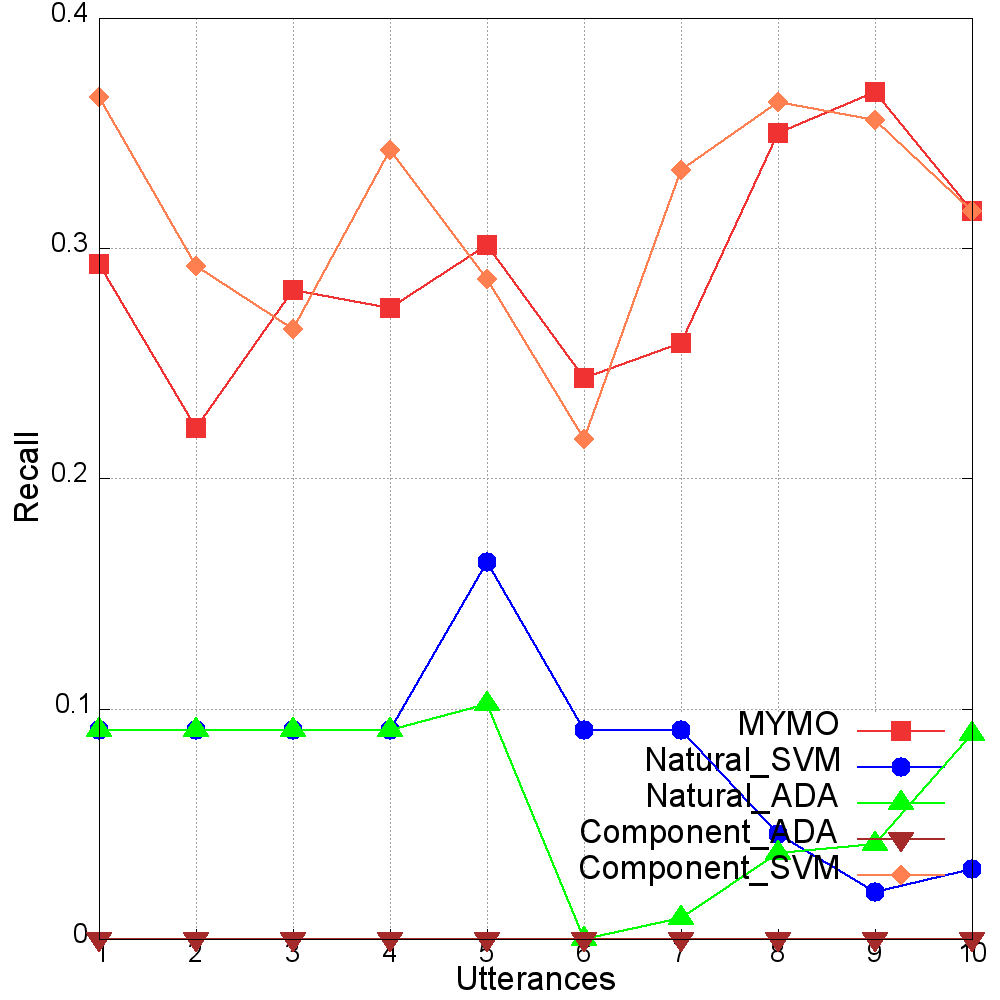 0.4
0.3
0.2
0.1
0
Recall
1 2 3 4 5 6 7 8 9 10
Utterances
MYMO
Natural_SVM
Natural_ADA
Component_ADA
Component_SVM